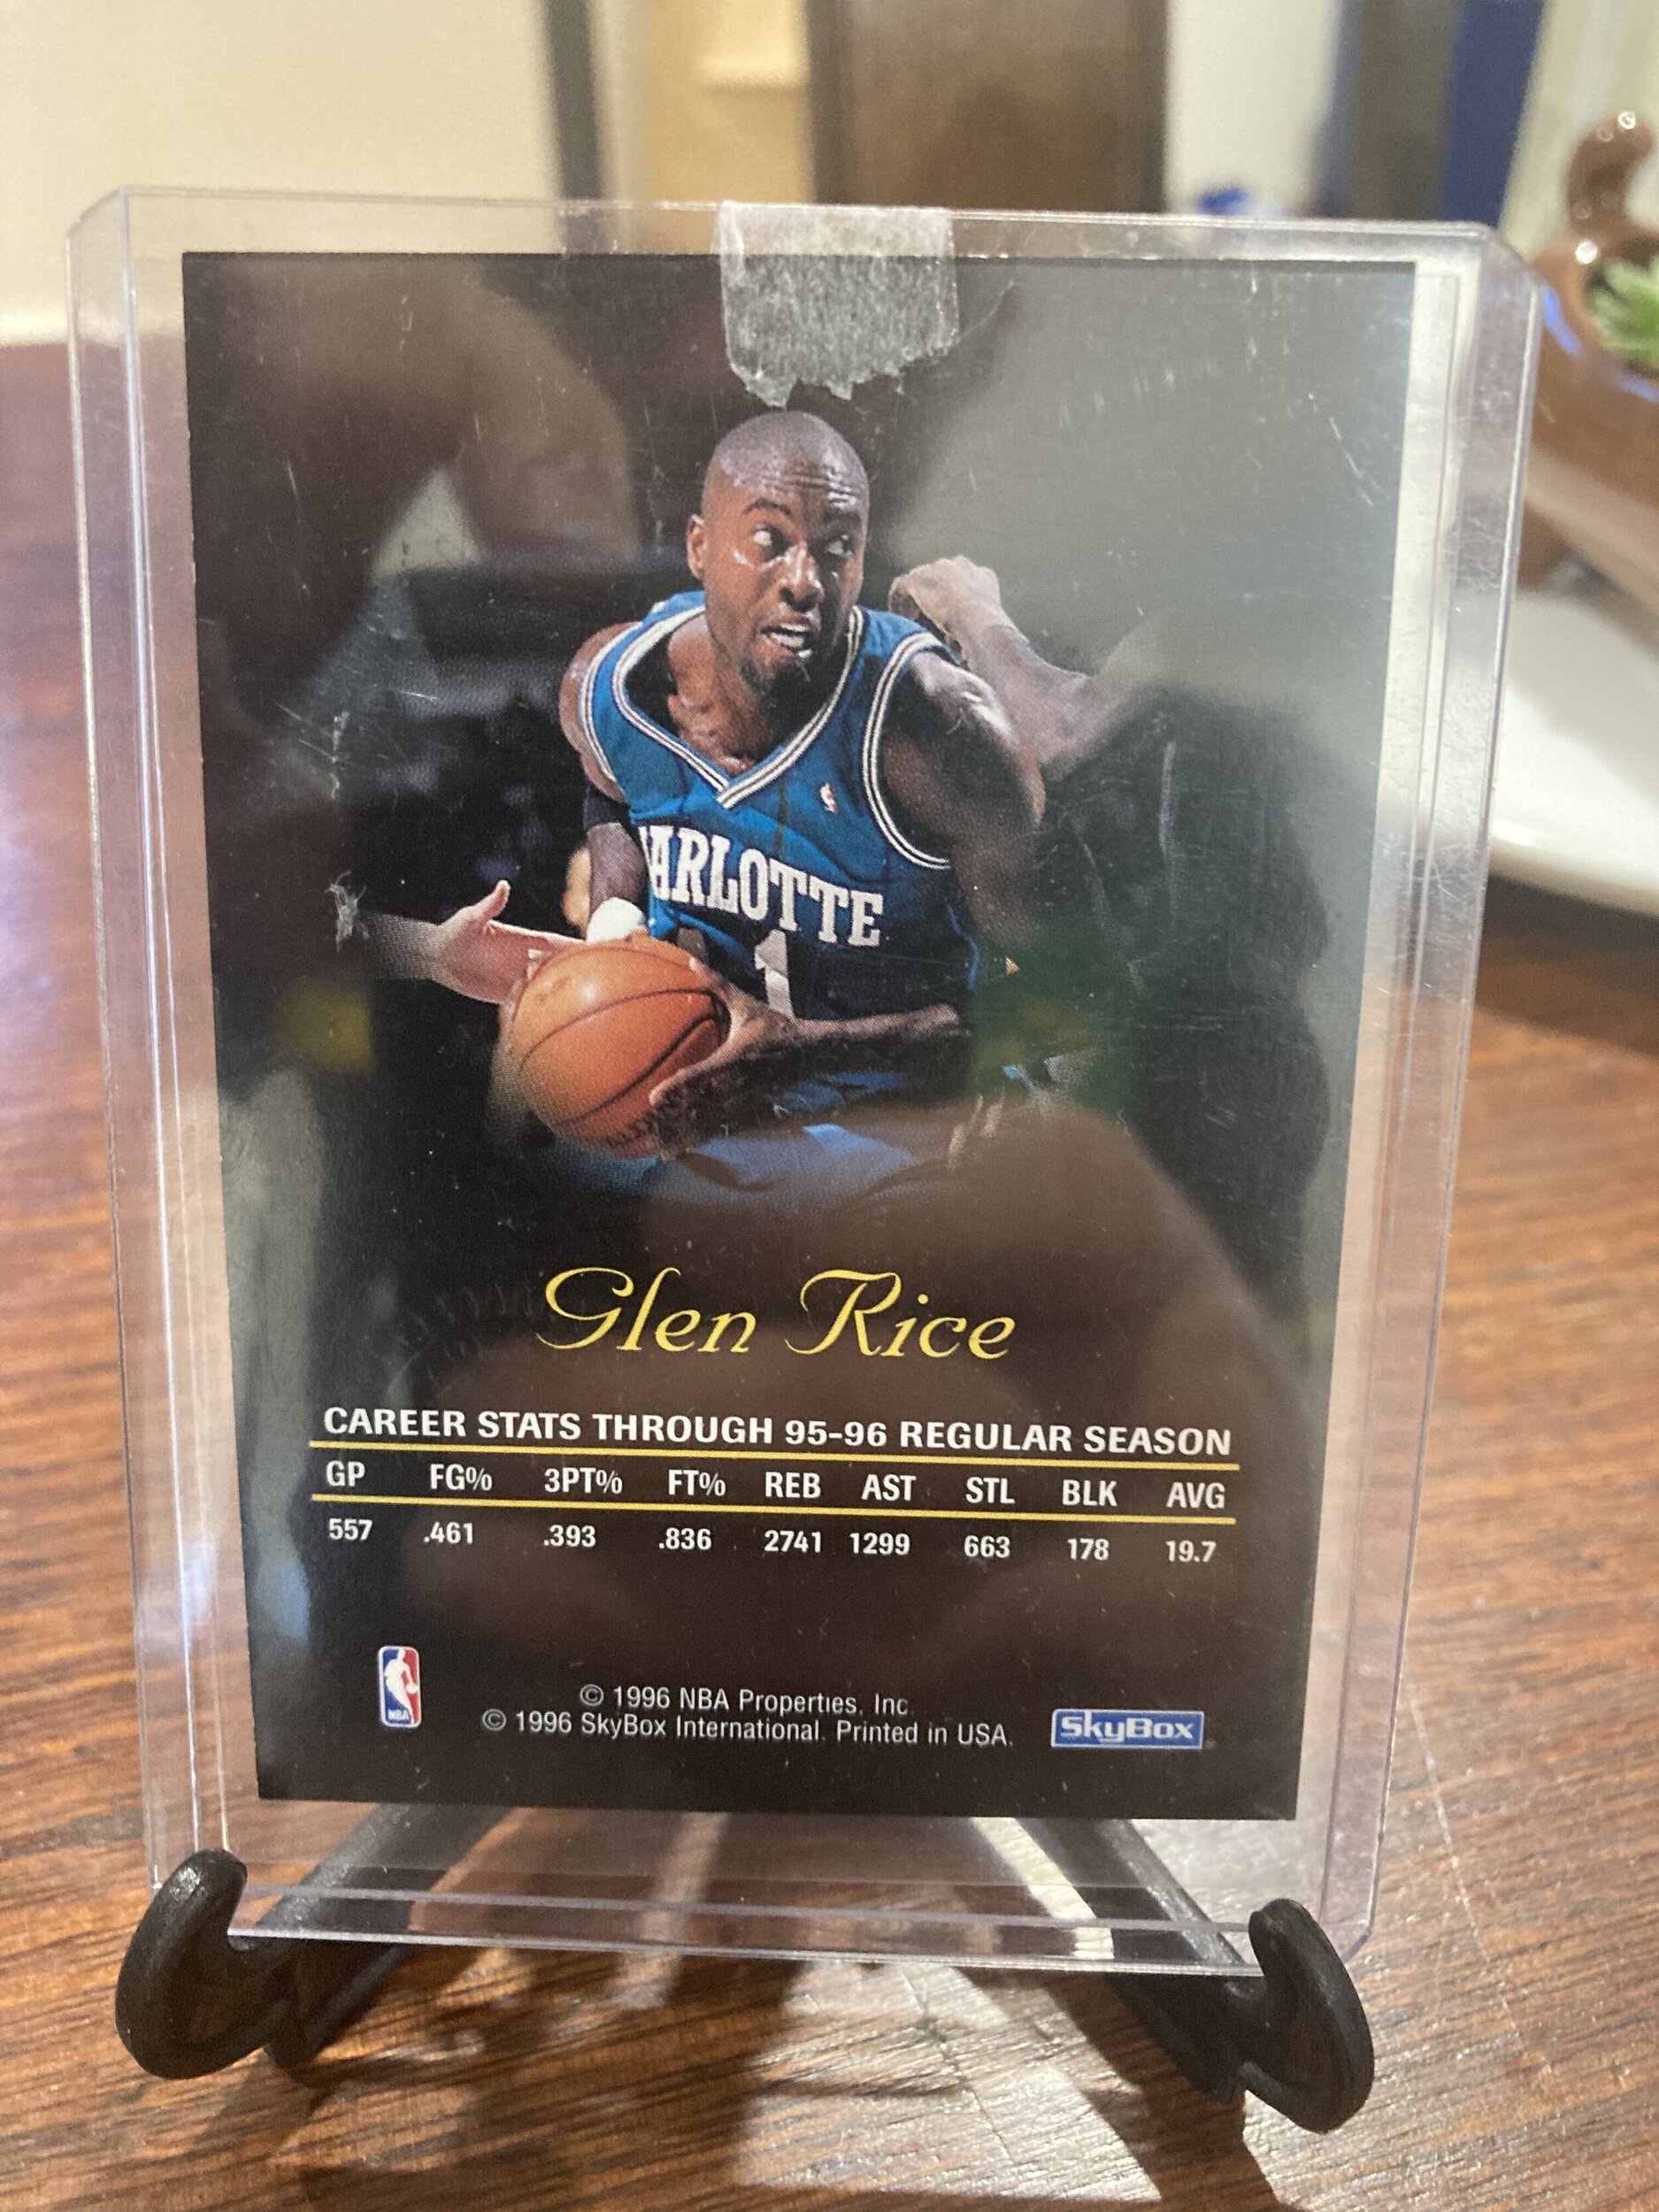 ARLOTTE
1
Glen Rice
CAREER STATS THROUGH 95-96 REGULAR SEASON
GP FG% 3PT% FT% REB AST STL BLK AVG
557 .461 .393 .836 2741 1299 663 178 19.7
NBA
© 1996 NBA Properties, Inc.
© 1996 SkyBox International. Printed in USA.
SkyBox